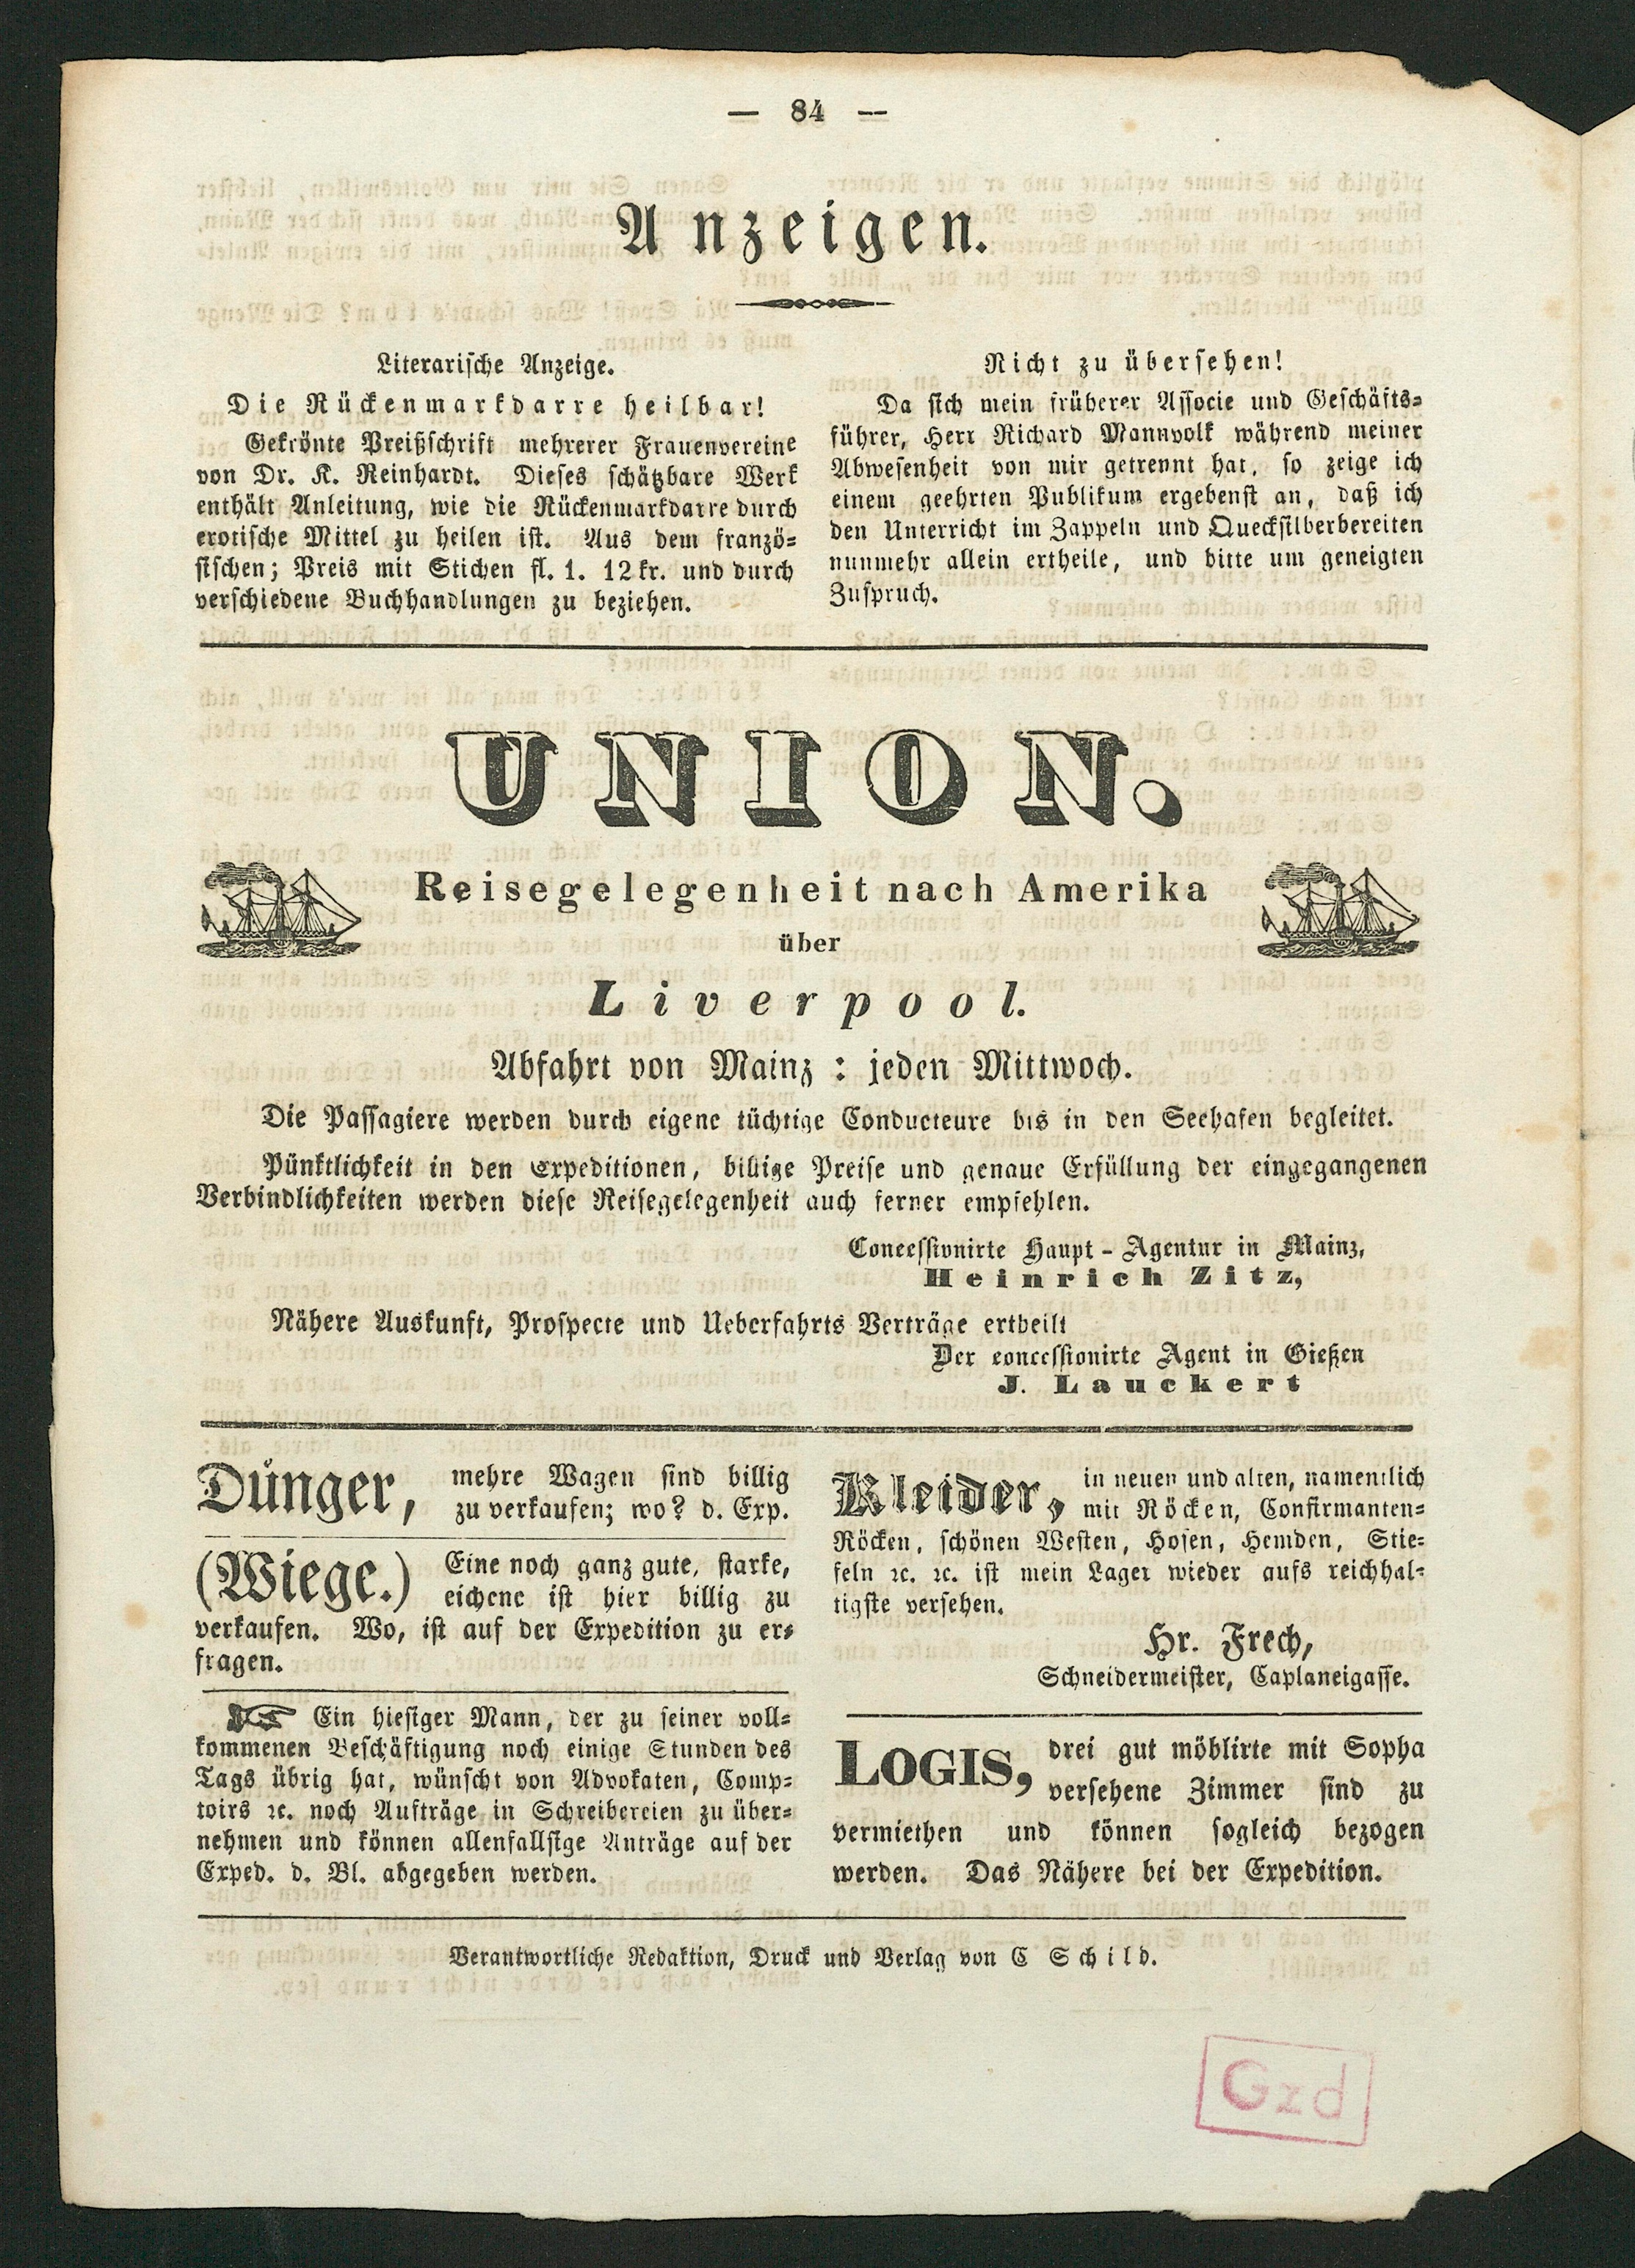 — 84 —
Anzeigen.
Literarische Anzeige.
Die Rückenmarkdarre heilbar!
Gekrönte Preißschrift mehrerer Frauenvereine
von Dr. K. Reinhardt. Dieses schätzbare Werk
enthält Anleitung, wie die Rückenmarkdarre durch
erotische Mittel zu heilen ist. Aus dem franzö-
sischen; Preis mit Stichen fl. 1. 12 kr. und durch
verschiedene Buchhandlungen zu beziehen.
Nicht zu übersehen!
Da sich mein früherer Associe und Geschäfts-
führer, Herr Richard Mannvolk während meiner
Abwesenheit von mir getrennt hat, so zeige ich
einem geehrten Publikum ergebenst an, daß ich
den Unterricht im Zappeln und Quecksilberbereiten
nunmehr allein ertheile, und bitte um geneigten
Zuspruch.
UNION.
Reisegelegenheit nach Amerika
über
Liverpool.
Abfahrt von Mainz : jeden Mittwoch.
Die Passagiere werden durch eigene tüchtige Conducteure bis in den Seehafen begleitet.
Pünktlichkeit in den Expeditionen, billige Preise und genaue Erfüllung der eingegangenen
Verbindlichkeiten werden diese Reisegelegenheit auch ferner empfehlen.
Concessionirte Haupt-Agentur in Mainz,
Heinrich Zitz,
Nähere Auskunft, Prospecte und Ueberfahrts Verträge ertheilt
Der concessionirte Agent in Gießen
J. Lauckert
Dünger, mehre Wagen sind billig
zu verkaufen; wo? d. Exp.
(Wiege.) Eine noch ganz gute, starke,
eichene ist hier billig zu
verkaufen. Wo, ist auf der Expedition zu er-
fragen.
☞ Ein hiesiger Mann, der zu seiner voll-
kommenen Beschäftigung noch einige Stunden des
Tags übrig hat, wünscht von Advokaten, Comp-
toirs ꝛc. noch Aufträge in Schreibereien zu über-
nehmen und können allenfallsige Anträge auf der
Exped. d. Bl. abgegeben werden.
Kleider, in neuen und alten, namentlich
mit Röcken, Confirmanten-
Röcken, schönen Westen, Hosen, Hemden, Stie-
feln ꝛc. ꝛc. ist mein Lager wieder aufs reichhal-
tigste versehen.
Hr. Frech,
Schneidermeister, Caplaneigasse.
LOGIS, drei gut möblirte mit Sopha
versehene Zimmer sind zu
vermiethen und können sogleich bezogen
werden. Das Nähere bei der Expedition.
Verantwortliche Redaktion, Druck und Verlag von C Schild.
Gzd